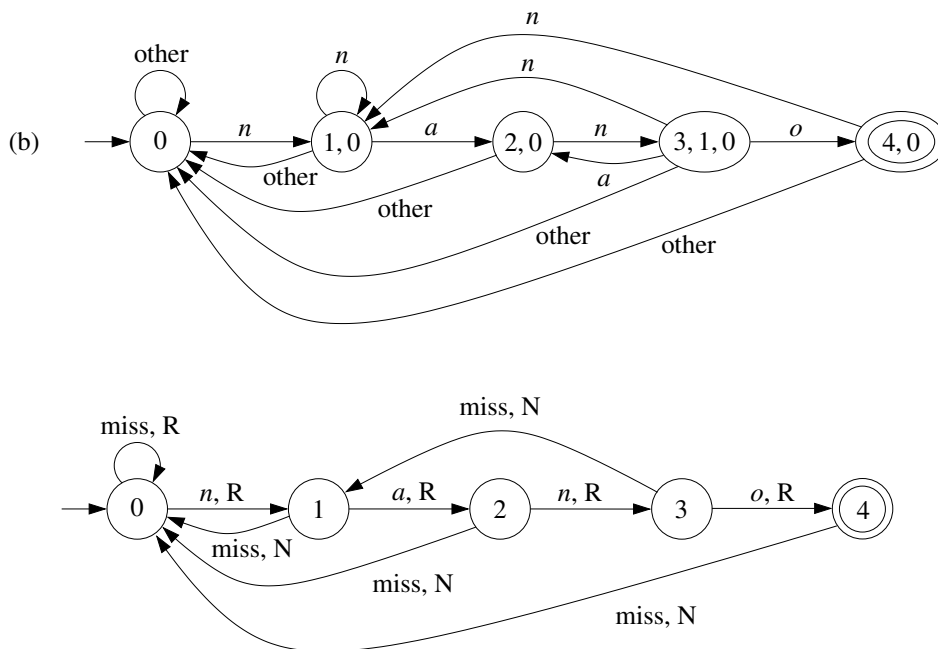 n
other n
n
(b) 0 n 1, 0 a 2, 0 n 3, 1, 0 o 4, 0
other a
other
other
other
miss, N
miss, R
0 n, R 1 a, R 2 n, R 3 o, R 4
miss, N
miss, N
miss, N